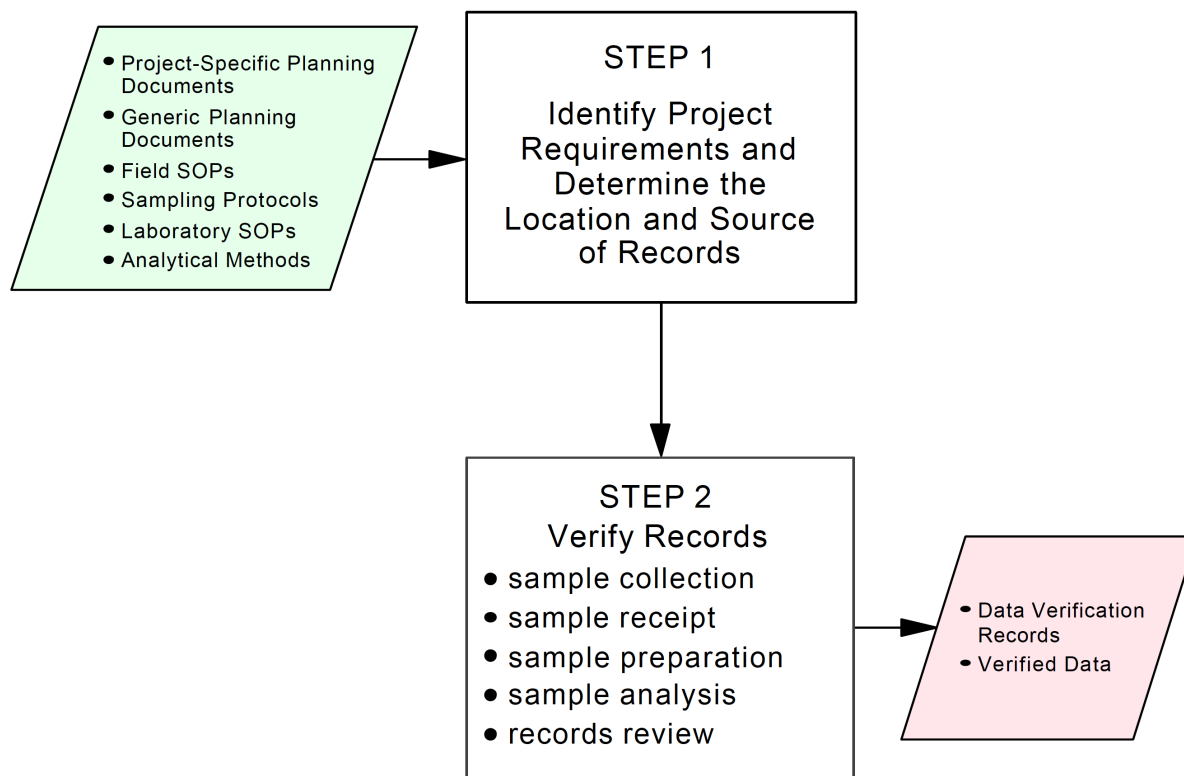 • Project-Specific Planning
Documents
• Generic Planning
Documents
• Field SOPs
• Sampling Protocols
• Laboratory SOPs
• Analytical Methods
STEP 1
Identify Project
Requirements and
Determine the
Location and Source
of Records
STEP 2
Verify Records
• sample collection
• sample receipt
• sample preparation
• sample analysis
• records review
• Data Verification
Records
• Verified Data